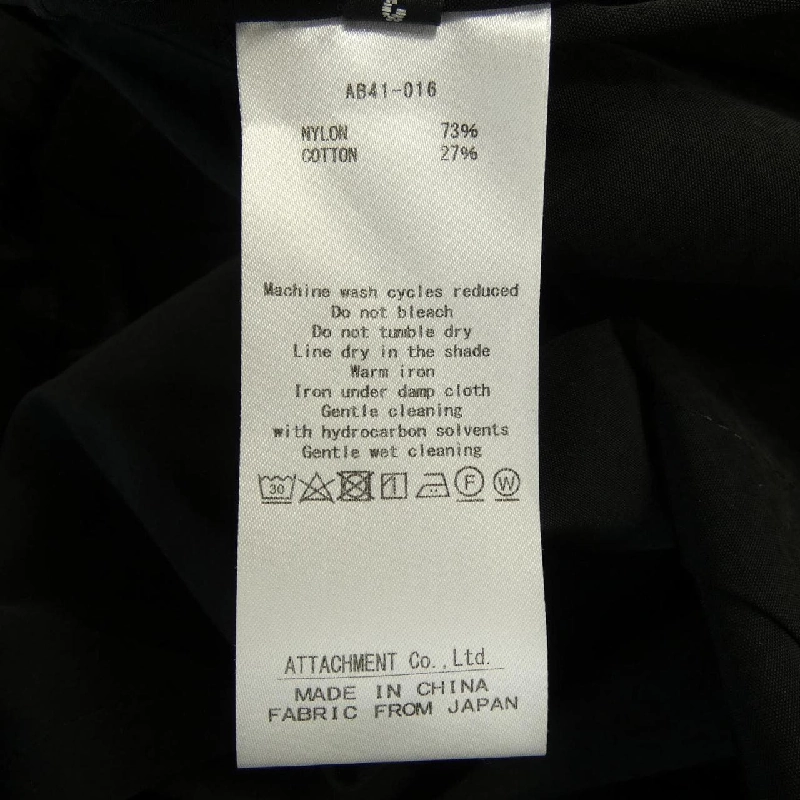 AB41-016
NYLON 73%
COTTON 27%
Machine wash cycles reduced
Do not bleach
Do not tumble dry
Line dry in the shade
Warm iron
Iron under damp cloth
Gentle cleaning
with hydrocarbon solvents
Gentle wet cleaning
30 F W
ATTACHMENT Co.,Ltd.
MADE IN CHINA
FABRIC FROM JAPAN